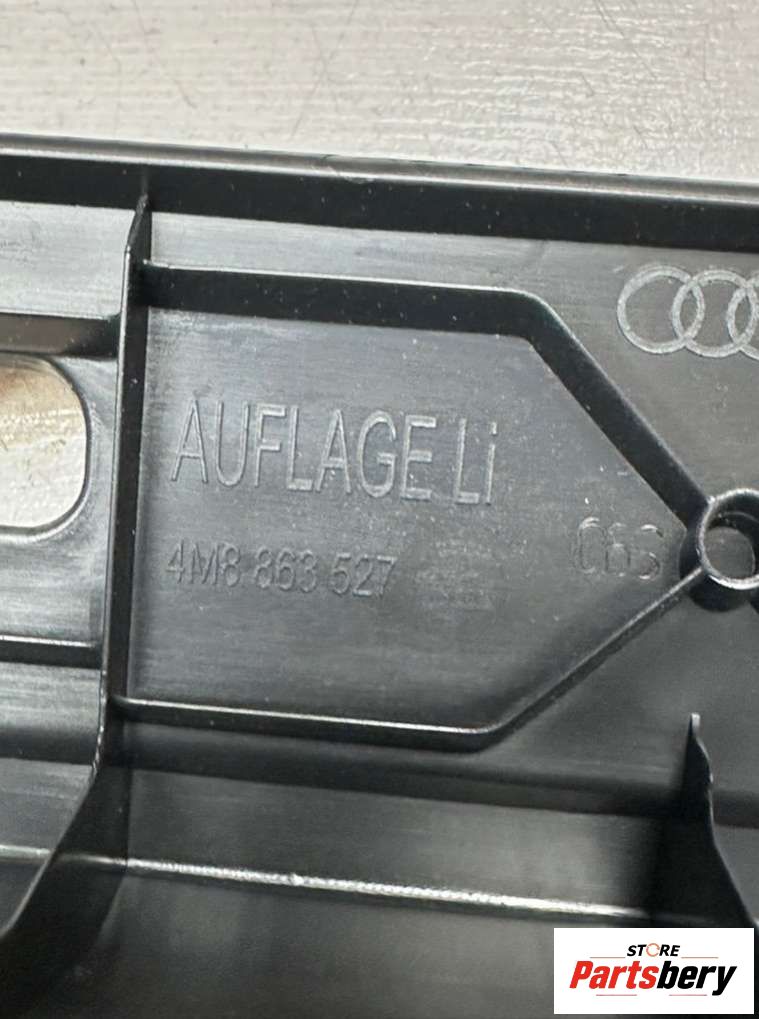 AUFLAGE Li
4M8 863 527
STORE
Partsbery